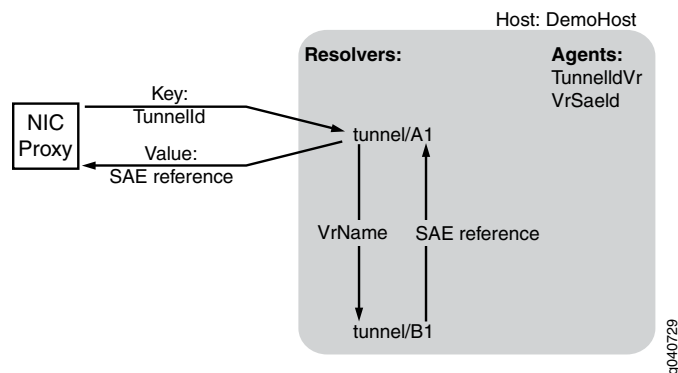 Host: DemoHost
Resolvers:
Agents:
TunnelIdVr
VrSaeId
Key:
TunnelId
NIC
Proxy
tunnel/A1
Value:
SAE reference
VrName
SAE reference
tunnel/B1
g040729